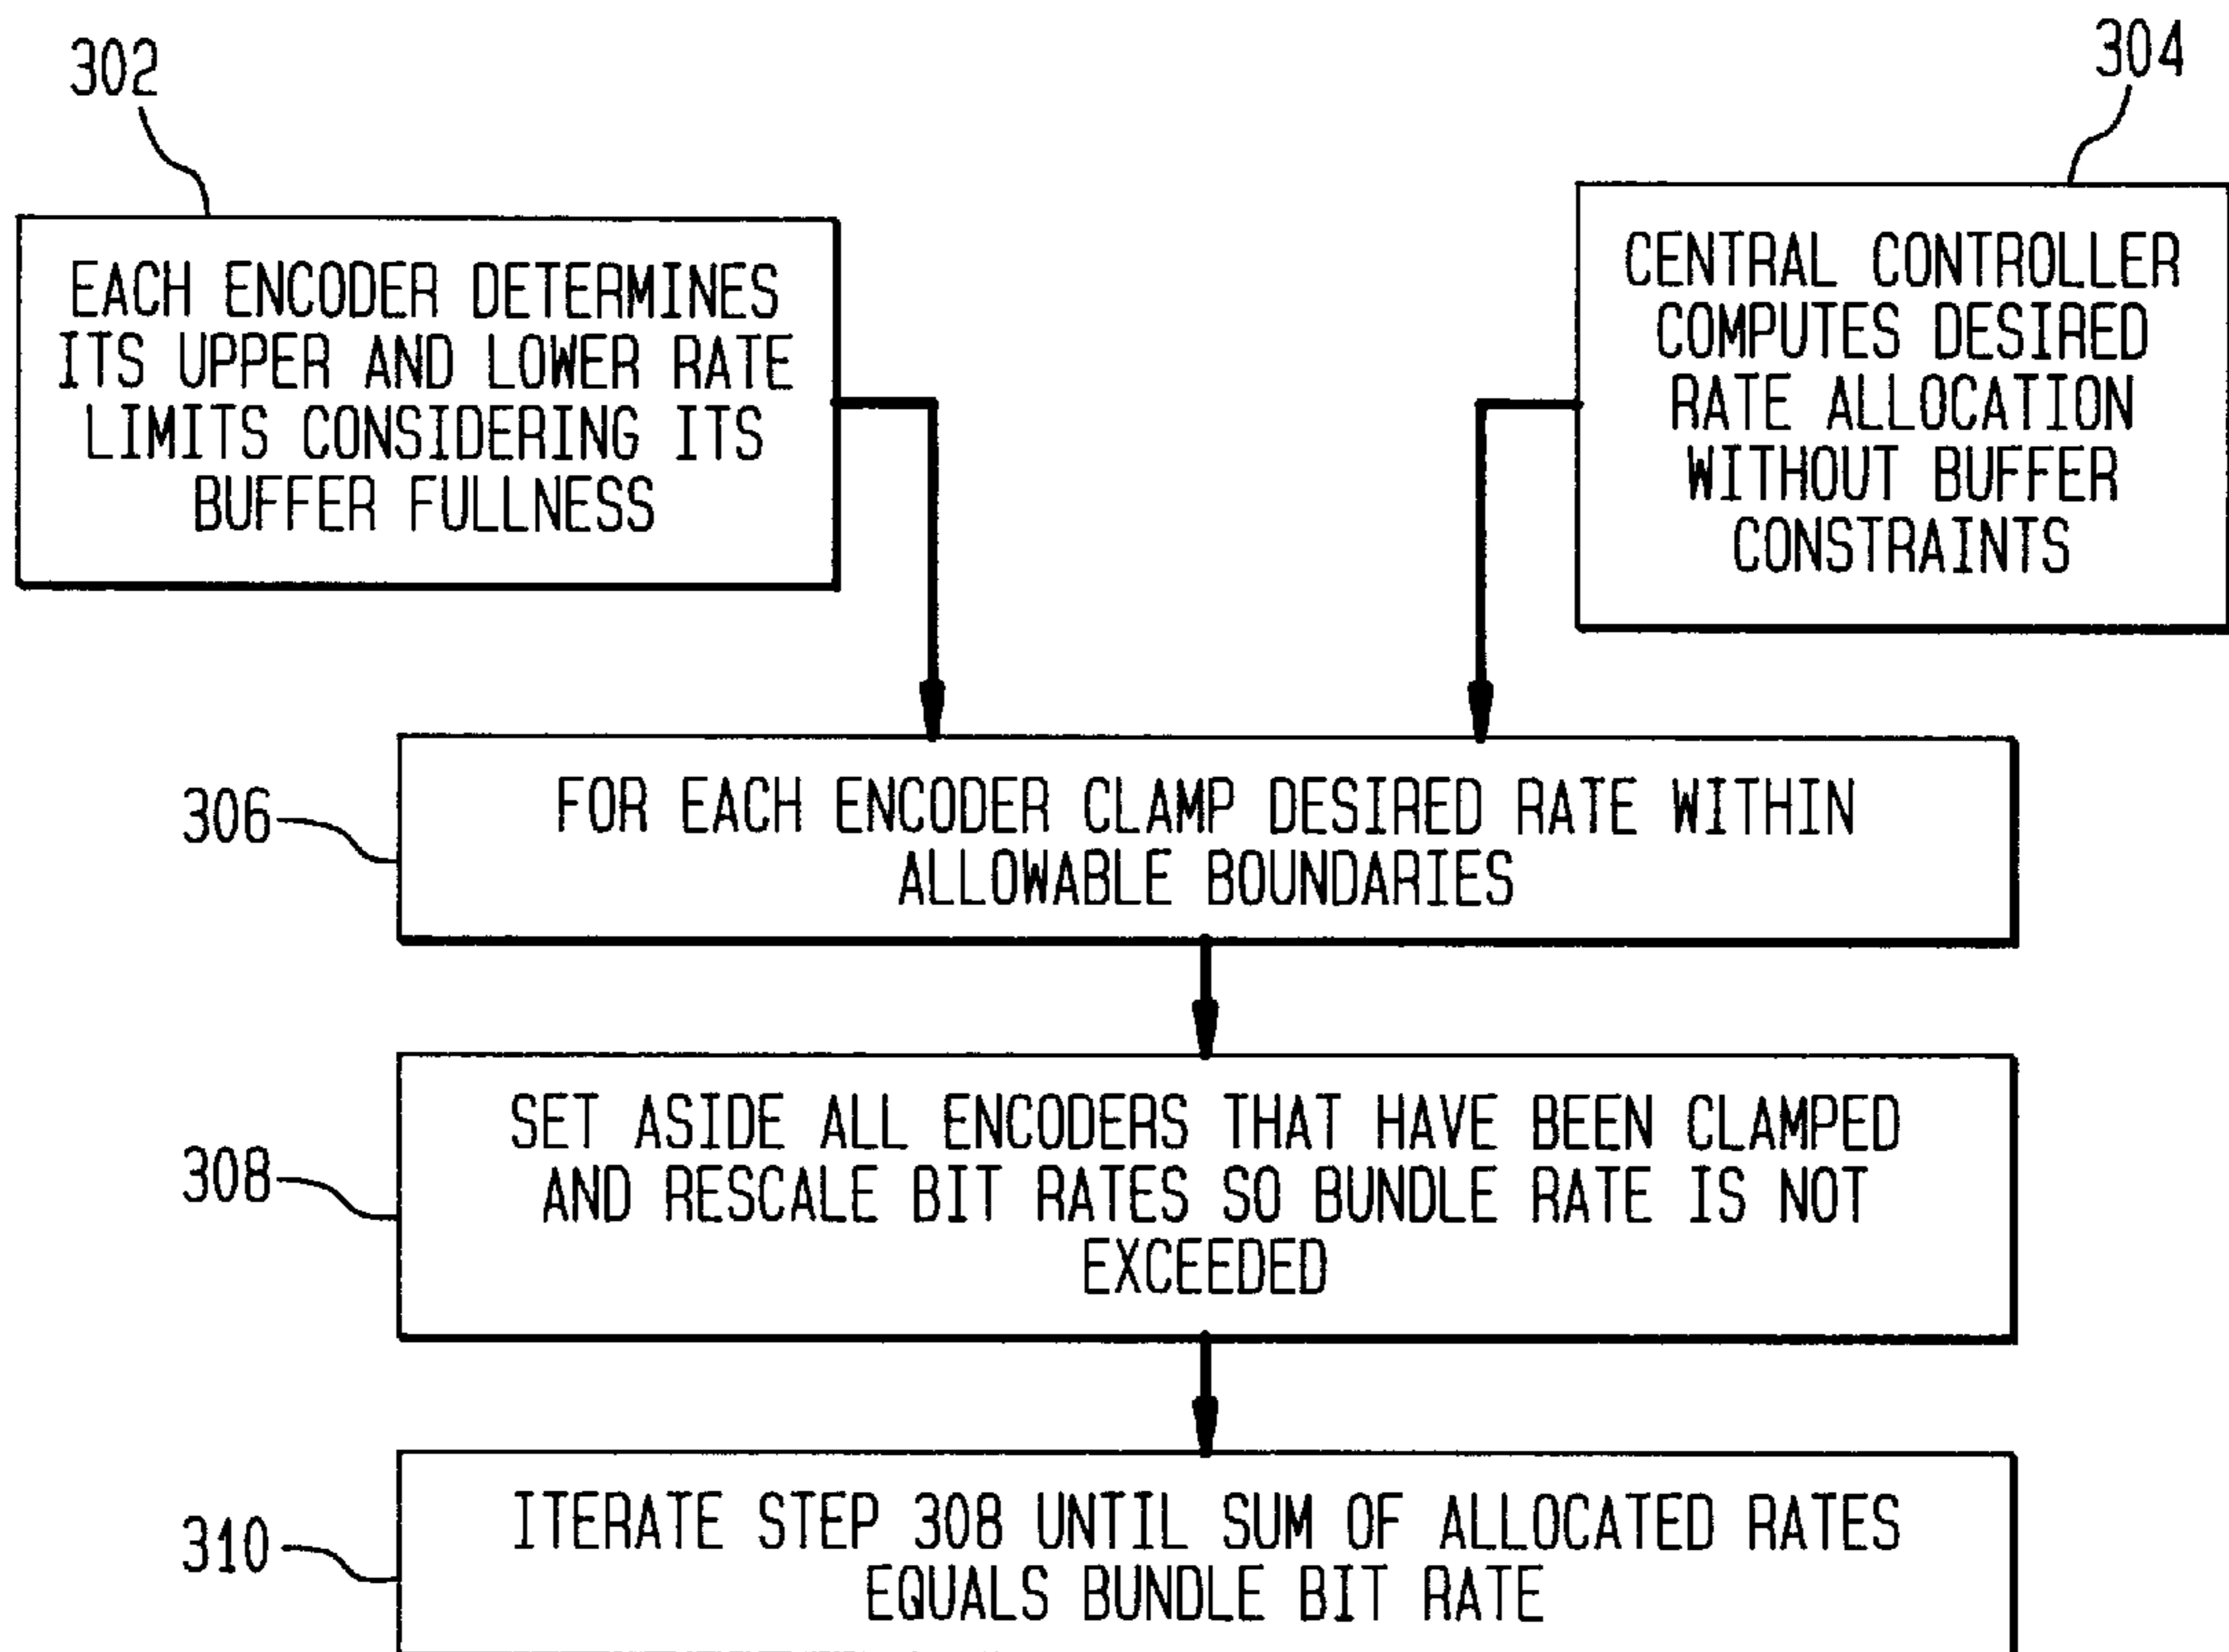 302
EACH ENCODER DETERMINES
ITS UPPER AND LOWER RATE
LIMITS CONSIDERING ITS
BUFFER FULLNESS
304
CENTRAL CONTROLLER
COMPUTES DESIRED
RATE ALLOCATION
WITHOUT BUFFER
CONSTRAINTS
306
FOR EACH ENCODER CLAMP DESIRED RATE WITHIN
ALLOWABLE BOUNDARIES
308
SET ASIDE ALL ENCODERS THAT HAVE BEEN CLAMPED
AND RESCALE BIT RATES SO BUNDLE RATE IS NOT
EXCEEDED
310
ITERATE STEP 308 UNTIL SUM OF ALLOCATED RATES
EQUALS BUNDLE BIT RATE